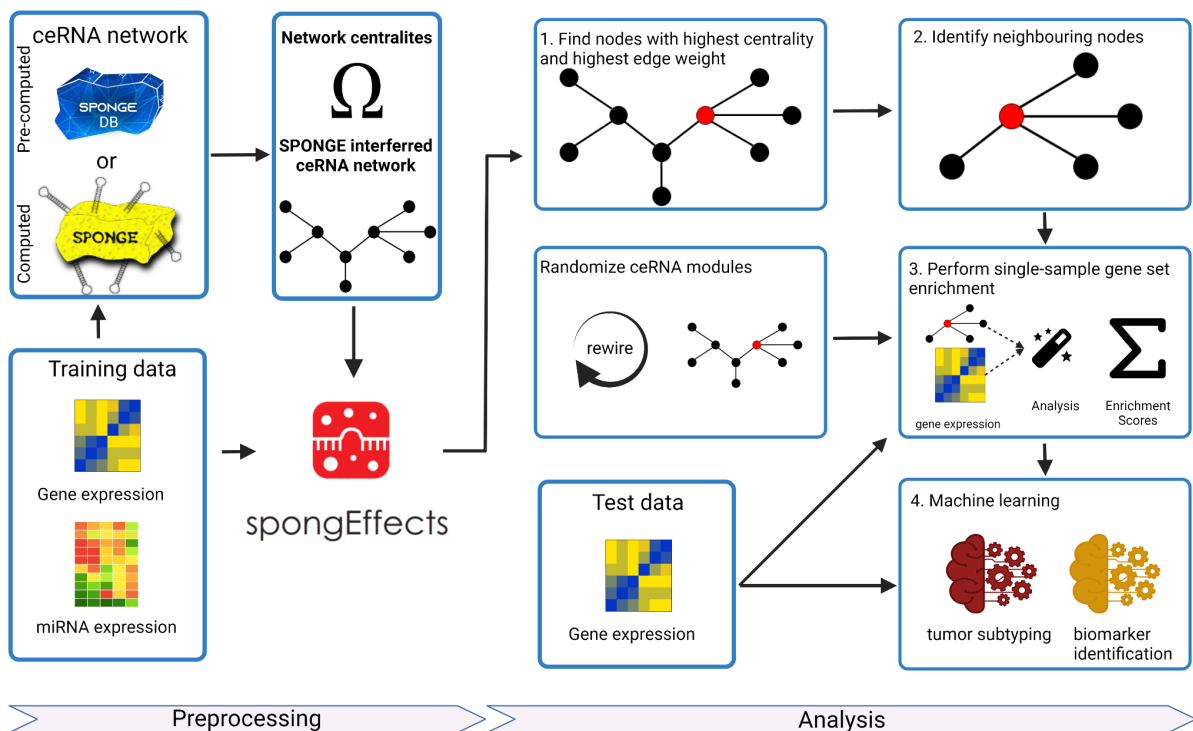 ceRNA network
Pre-computed
SPONGE
DB
or
Computed
SPONGE
Training data
Gene expression
miRNA expression
Network centralites
Ω
SPONGE interferred
ceRNA network
spongEffects
1. Find nodes with highest centrality
and highest edge weight
2. Identify neighbouring nodes
Randomize ceRNA modules
rewire
3. Perform single-sample gene set
enrichment
gene expression
Analysis
Σ
Enrichment
Scores
Test data
Gene expression
4. Machine learning
tumor subtyping
biomarker
identification
Preprocessing
Analysis